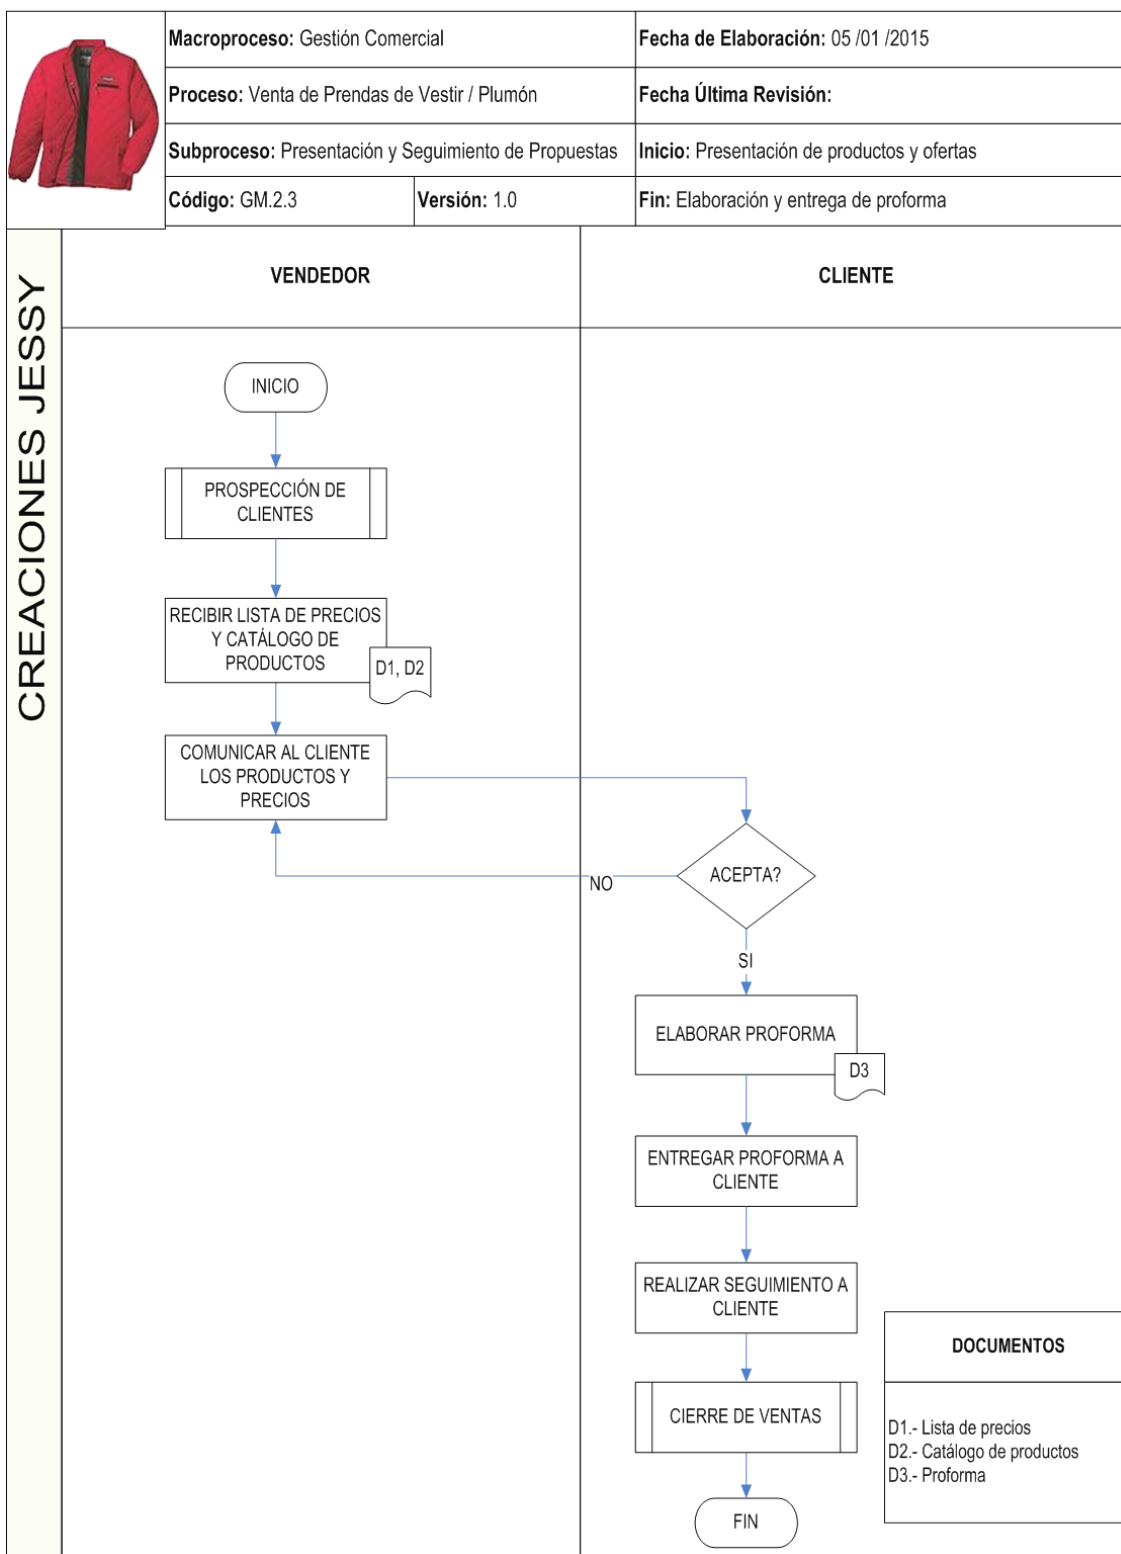 Macroproceso: Gestión Comercial
Fecha de Elaboración: 05 /01 /2015
Proceso: Venta de Prendas de Vestir / Plumón
Fecha Última Revisión:
Subproceso: Presentación y Seguimiento de Propuestas
Inicio: Presentación de productos y ofertas
Código: GM.2.3
Versión: 1.0
Fin: Elaboración y entrega de proforma
CREACIONES JESSY
VENDEDOR
CLIENTE
INICIO
PROSPECCIÓN DE
CLIENTES
RECIBIR LISTA DE PRECIOS
Y CATÁLOGO DE
PRODUCTOS
D1, D2
COMUNICAR AL CLIENTE
LOS PRODUCTOS Y
PRECIOS
ACEPTA?
NO
SI
ELABORAR PROFORMA
D3
ENTREGAR PROFORMA A
CLIENTE
REALIZAR SEGUIMIENTO A
CLIENTE
CIERRE DE VENTAS
FIN
DOCUMENTOS
D1.- Lista de precios
D2.- Catálogo de productos
D3.- Proforma